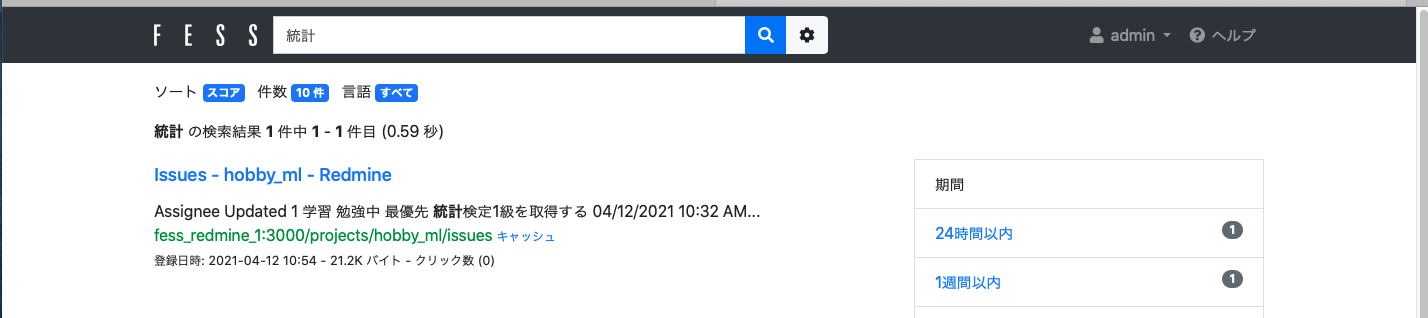 FESS 統計 admin ヘルプ
ソート スコア 件数 10 件 言語 すべて
統計 の検索結果 1 件中 1 - 1 件目 (0.59 秒)
Issues - hobby_ml - Redmine
Assignee Updated 1 学習 勉強中 最優先 統計検定1級を取得する 04/12/2021 10:32 AM...
fess_redmine_1:3000/projects/hobby_ml/issues キャッシュ
登録日時: 2021-04-12 10:54 - 21.2K バイト - クリック数 (0)
期間
24時間以内 1
1週間以内 1